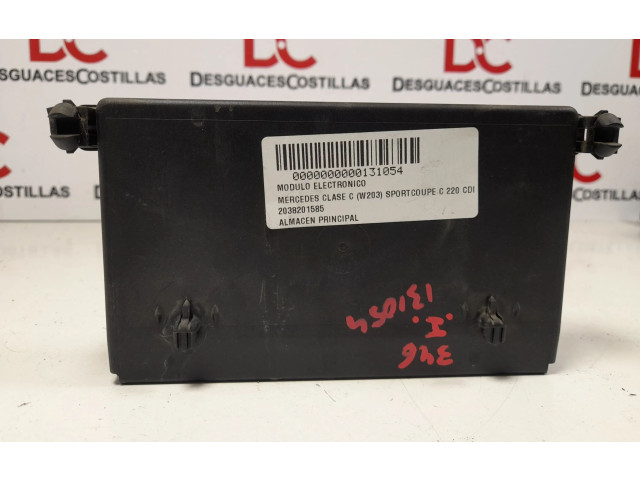 DC
DC
DC
DESGUACESCOSTILLAS
DESGUACESCOSTILLAS
DESGUACESCOSTILLAS
0000000000131054
MODULO ELECTRONICO
MERCEDES CLASE C (W203) SPORTCOUPE C 220 CDI
2038201585
ALMACEN PRINCIPAL
131054
.I.
346